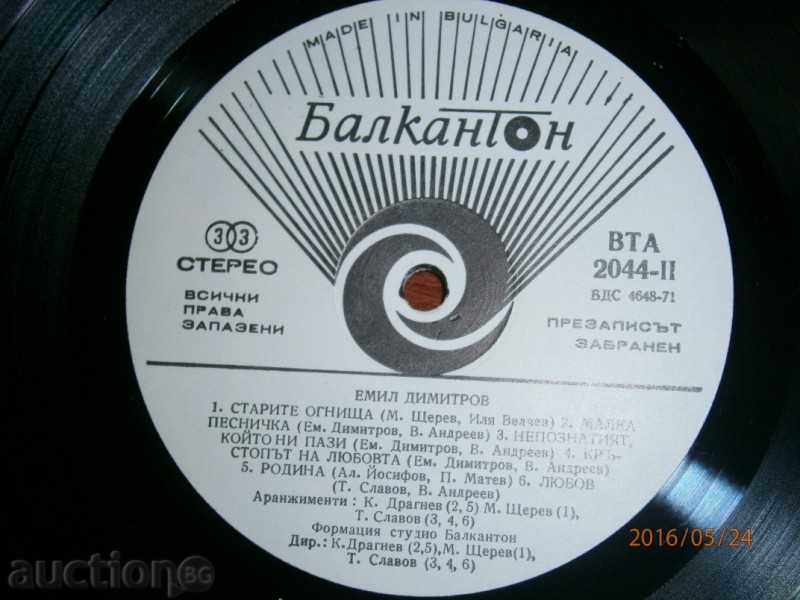 MADE IN BULGARIA
Балкантон
33
СТЕРЕО
ВСИЧКИ
ПРАВА
ЗАПАЗЕНИ
ВТА
2044-II
БДС 4648-71
ПРЕЗАПИСЪТ
ЗАБРАНЕН
ЕМИЛ ДИМИТРОВ
1. СТАРИТЕ ОГНИЩА (М. Щерев, Иля Велчев) 2. МАЛКА
ПЕСНИЧКА (Ем. Димитров, В. Андреев) 3. НЕПОЗНАТИЯТ,
КОЙТО НИ ПАЗИ (Ем. Димитров, В. Андреев) 4. КРЪ-
СТОПЪТ НА ЛЮБОВТА (Ем. Димитров, В. Андреев)
5. РОДИНА (Ал. Йосифов, П. Матев) 6. ЛЮБОВ
(Т. Славов, В. Андреев)
Аранжименти: К. Драгнев (2,5) М. Щерев (1),
Т. Славов (3, 4, 6)
Формация студио Балкантон
Дир.: К.Драгнев (2,5), М.Щерев(1),
Т. Славов (3, 4, 6)
2016/05/24
auction.BG